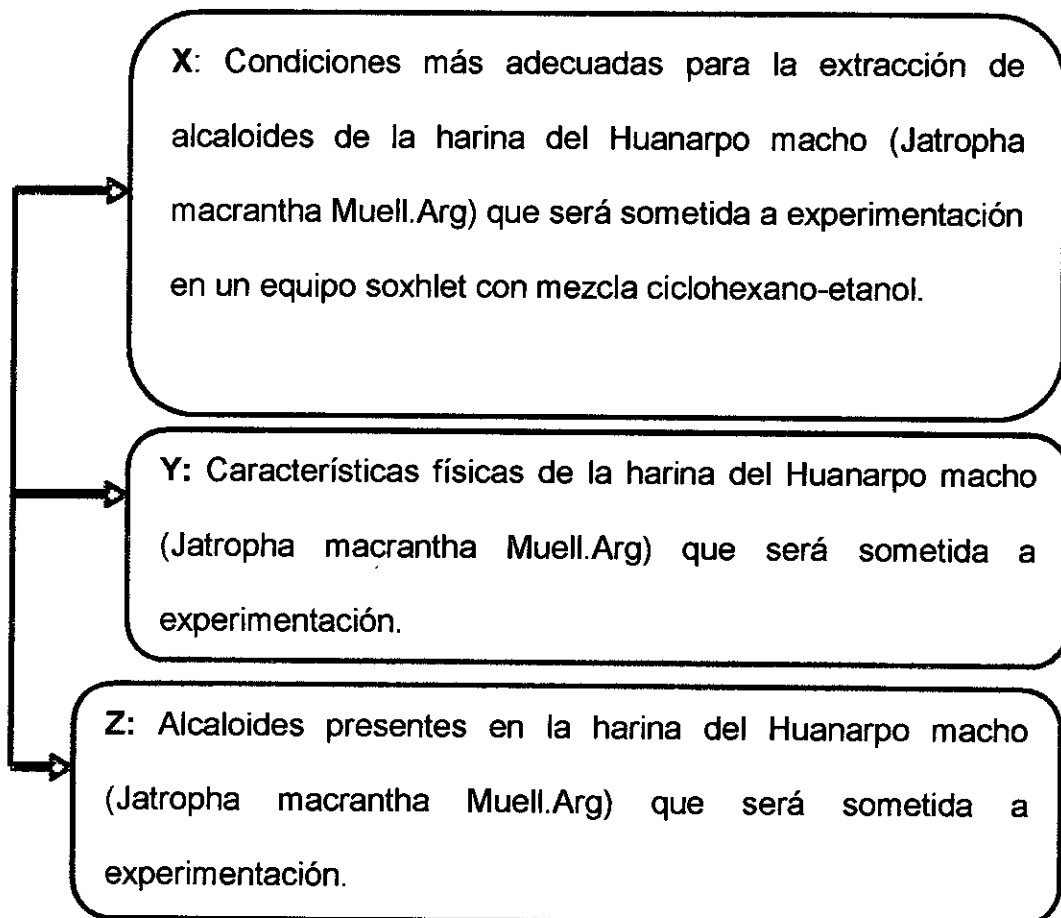 X: Condiciones más adecuadas para la extracción de
alcaloides de la harina del Huanarpo macho (Jatropha
macrantha Muell.Arg) que será sometida a experimentación
en un equipo soxhlet con mezcla ciclohexano-etanol.
Y: Características físicas de la harina del Huanarpo macho
(Jatropha macrantha Muell.Arg) que será sometida a
experimentación.
Z: Alcaloides presentes en la harina del Huanarpo macho
(Jatropha macrantha Muell.Arg) que será sometida a
experimentación.